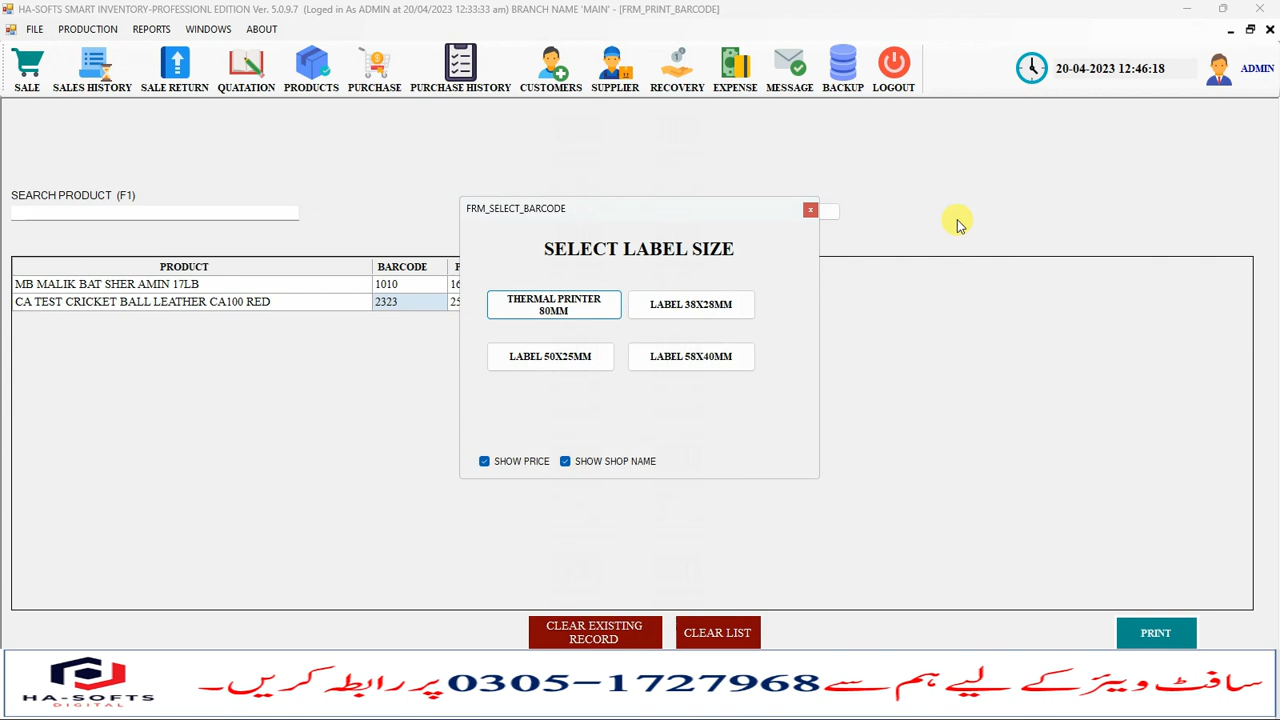 HA-SOFTS SMART INVENTORY-PROFESSIONL EDITION Ver. 5.0.9.7 (Loged in As ADMIN at 20/04/2023 12:33:33 am) BRANCH NAME 'MAIN' - [FRM_PRINT_BARCODE]
FILE PRODUCTION REPORTS WINDOWS ABOUT
SALE SALES HISTORY SALE RETURN QUATATION PRODUCTS PURCHASE PURCHASE HISTORY CUSTOMERS SUPPLIER RECOVERY EXPENSE MESSAGE BACKUP LOGOUT 20-04-2023 12:46:18 ADMIN
SEARCH PRODUCT (F1)
FRM_SELECT_BARCODE x
SELECT LABEL SIZE
PRODUCT BARCODE
MB MALIK BAT SHER AMIN 17LB 1010
CA TEST CRICKET BALL LEATHER CA100 RED 2323
THERMAL PRINTER
80MM
LABEL 38X28MM
LABEL 50X25MM LABEL 58X40MM
SHOW PRICE SHOW SHOP NAME
CLEAR EXISTING
RECORD
CLEAR LIST PRINT
HA-SOFTS
DIGITAL
سافٹ ویئر کے لیے ہم سے 0305-1727968 پر رابطہ کریں۔